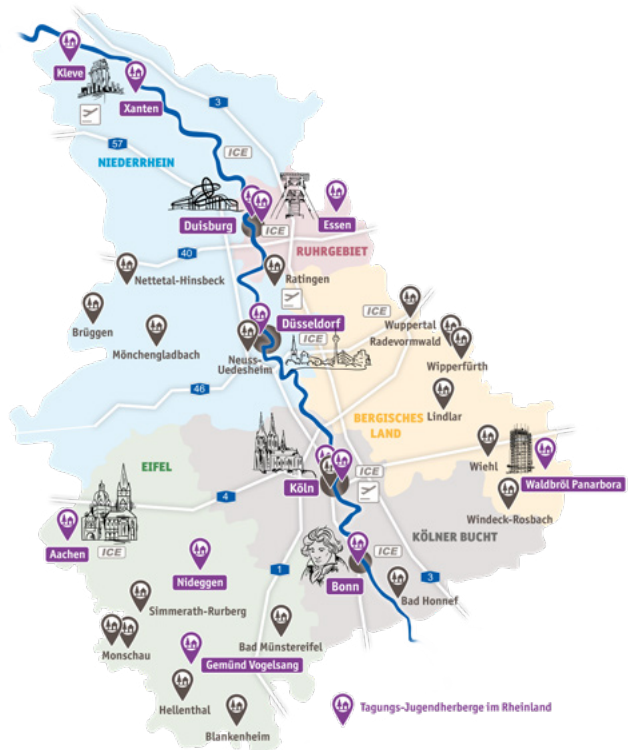 Kleve
Xanten
3
57
ICE
NIEDERRHEIN
Duisburg
ICE
Essen
RUHRGEBIET
40
Nettetal-Hinsbeck
Ratingen
Brüggen
Mönchengladbach
Düsseldorf
ICE
ICE
Wuppertal
Radevormwald
Neuss-
Uedesheim
Wipperfürth
46
Lindlar
BERGISCHES
LAND
EIFEL
Köln
ICE
Wiehl
Waldbröl Panarbora
4
Windeck-Rosbach
KÖLNER BUCHT
Aachen
ICE
ICE
Nideggen
1
Bonn
3
Bad Honnef
Simmerath-Rurberg
Monschau
Bad Münstereifel
Gemünd Vogelsang
Hellenthal
Blankenheim
Tagungs-Jugendherberge im Rheinland